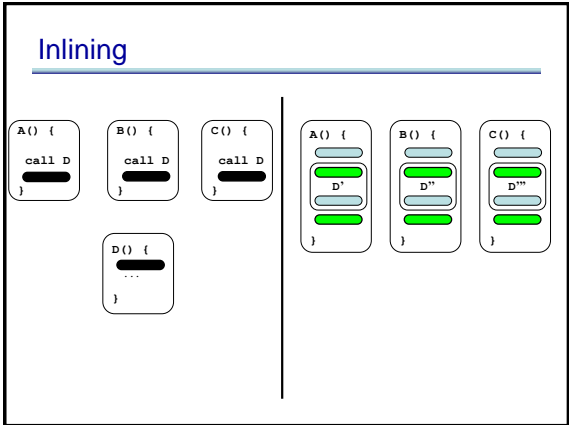 Inlining
A() {
call D
}
B() {
call D
}
C() {
call D
}
D() {
...
}
A() {
D'
}
B() {
D''
}
C() {
D'''
}